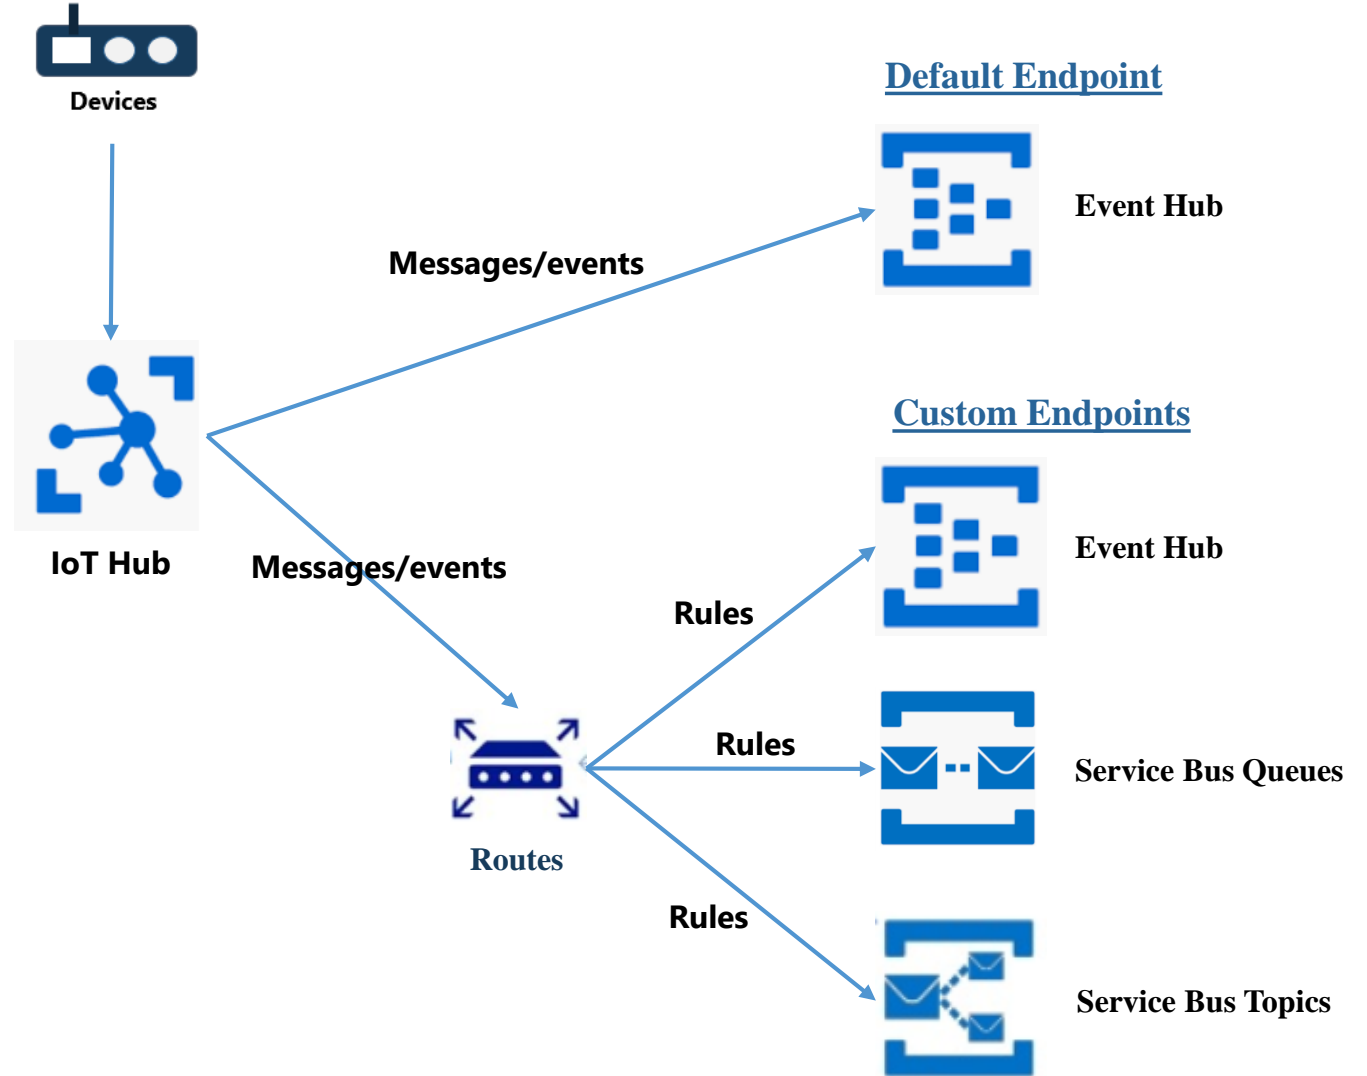 Devices
Default Endpoint
Event Hub
Messages/events
Custom Endpoints
IoT Hub
Messages/events
Event Hub
Rules
Rules
Service Bus Queues
Routes
Rules
Service Bus Topics